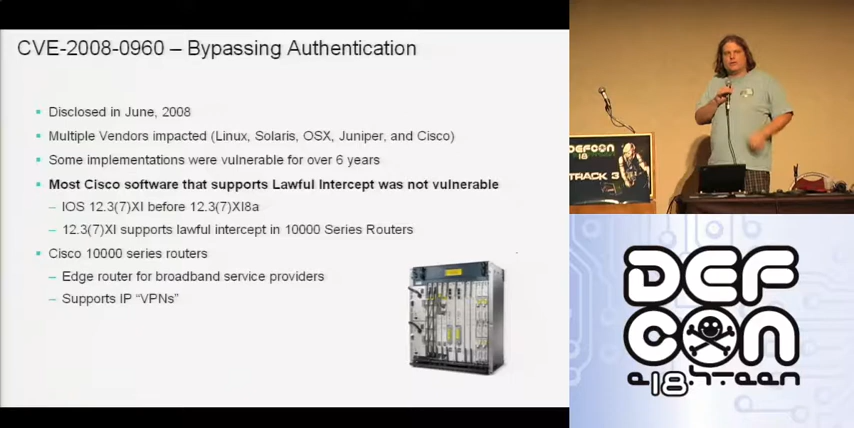 CVE-2008-0960 – Bypassing Authentication
Disclosed in June, 2008
Multiple Vendors impacted (Linux, Solaris, OSX, Juniper, and Cisco)
Some implementations were vulnerable for over 6 years
Most Cisco software that supports Lawful Intercept was not vulnerable
– IOS 12.3(7)XI before 12.3(7)XI8a
– 12.3(7)XI supports lawful intercept in 10000 Series Routers
Cisco 10000 series routers
– Edge router for broadband service providers
– Supports IP “VPNs”
DEFCON
18
TRACK 3
DEF
CON
e.18.h.teen